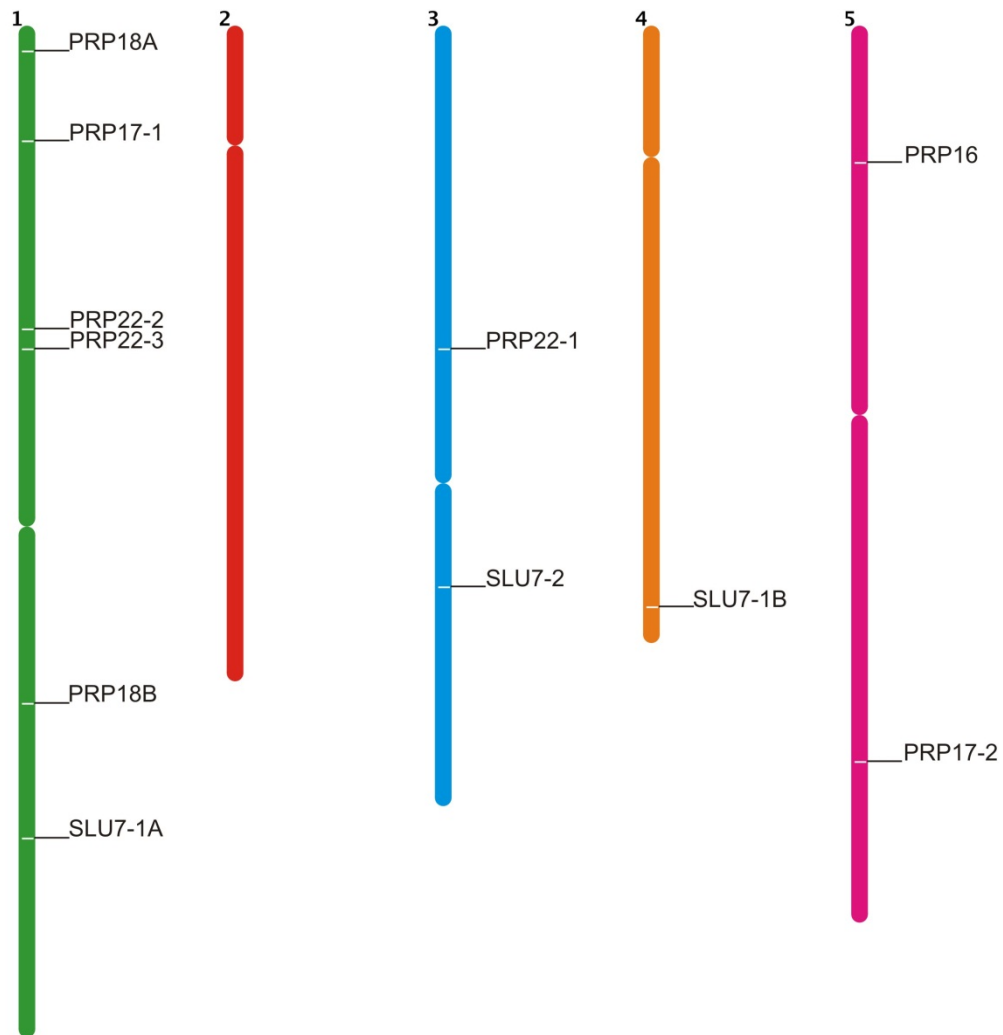 1
PRP18A
PRP17-1
PRP22-2
PRP22-3
PRP18B
SLU7-1A
2
3
PRP22-1
SLU7-2
4
SLU7-1B
5
PRP16
PRP17-2